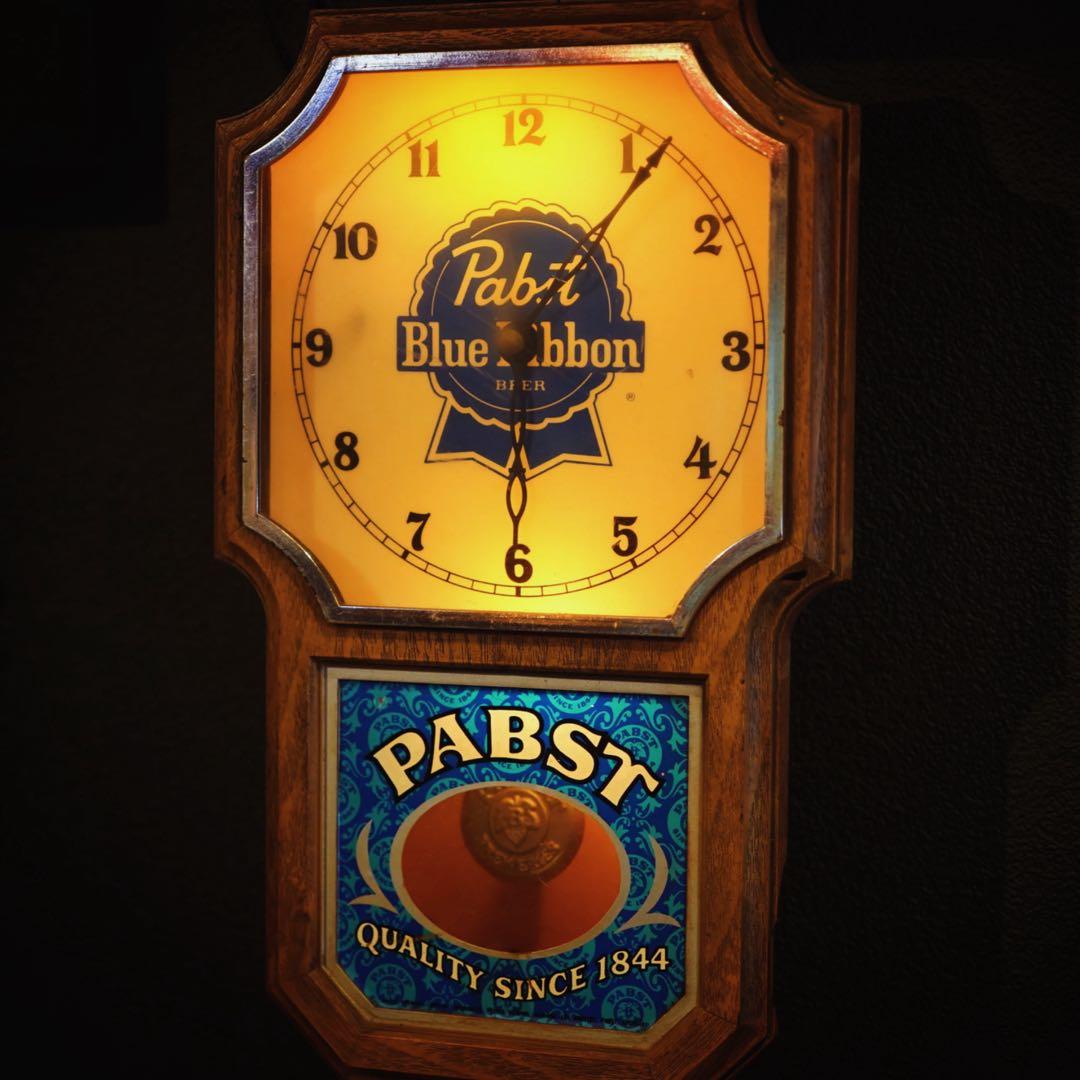 12
11 1
10 2
Pabst
9 Blue Ribbon 3
BEER
®
8 4
7 5
6
PABST
QUALITY SINCE 1844